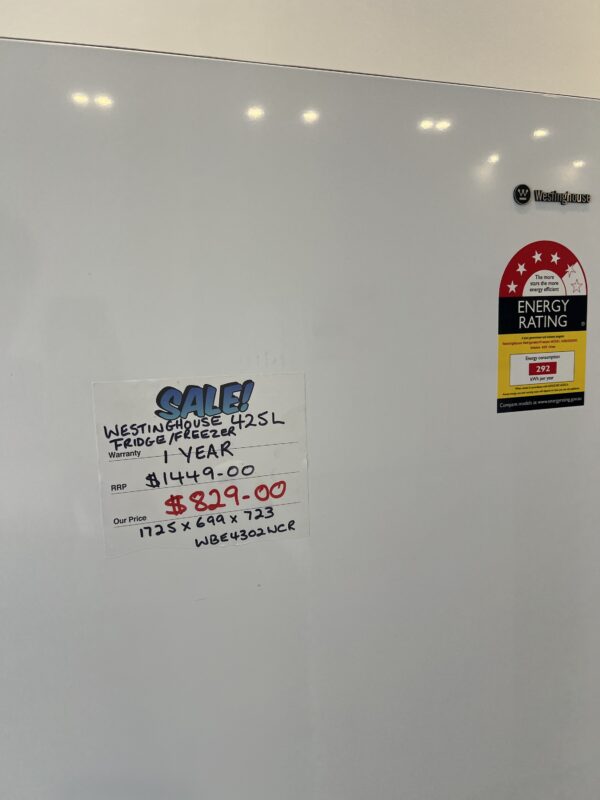 Westinghouse
The more
stars the more
energy efficient
ENERGY
RATING
Energy consumption
292
kWh per year
Compare models at www.energyrating.gov.au
SALE!
WESTINGHOUSE 425L
FRIDGE/FREEZER
Warranty 1 YEAR
RRP $1449-00
$829-00
Our Price
1725 x 699 x 723
WBE4302WCR